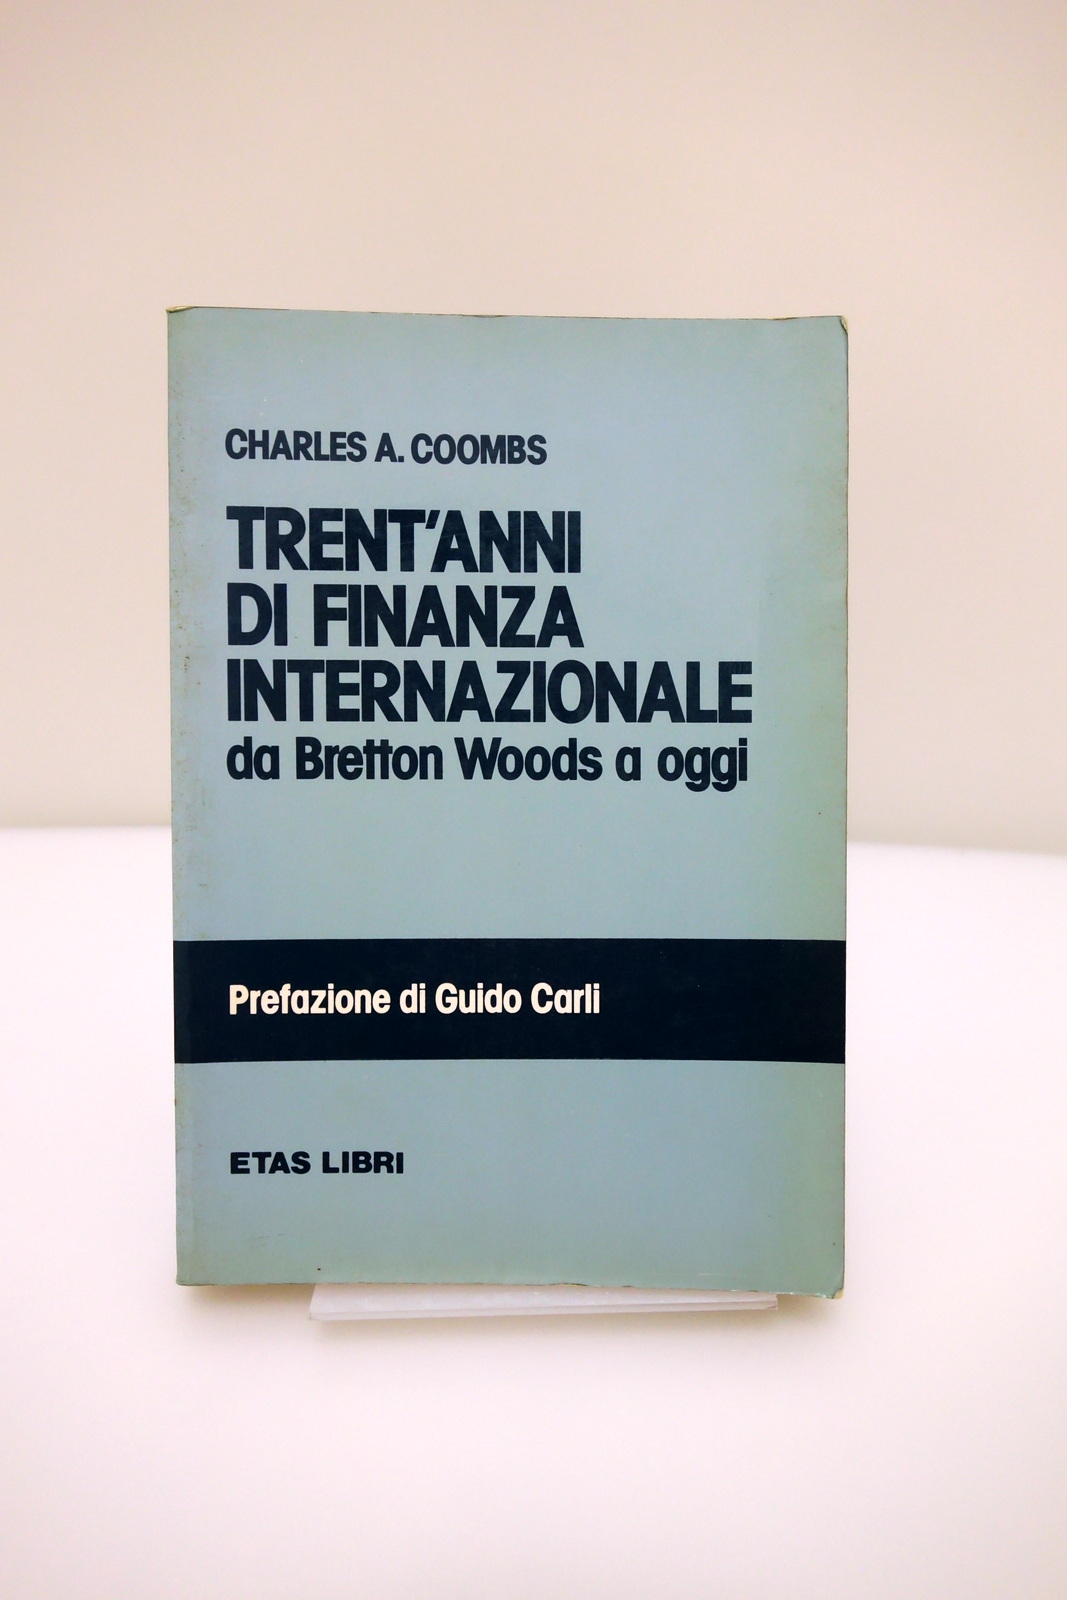 CHARLES A. COOMBS
TRENT'ANNI
DI FINANZA
INTERNAZIONALE
da Bretton Woods a oggi
Prefazione di Guido Carli
ETAS LIBRI